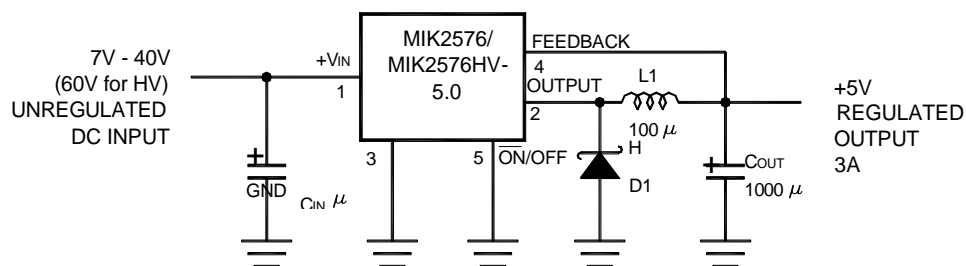 7V - 40V
(60V for HV)
UNREGULATED
DC INPUT
+VIN
1
MIK2576/
MIK2576HV-
5.0
FEEDBACK
4
OUTPUT
2
L1
100 μ
H
D1
+5V
REGULATED
OUTPUT
3A
3
5
ON/OFF
+
GND
CIN μ
+
COUT
1000 μ